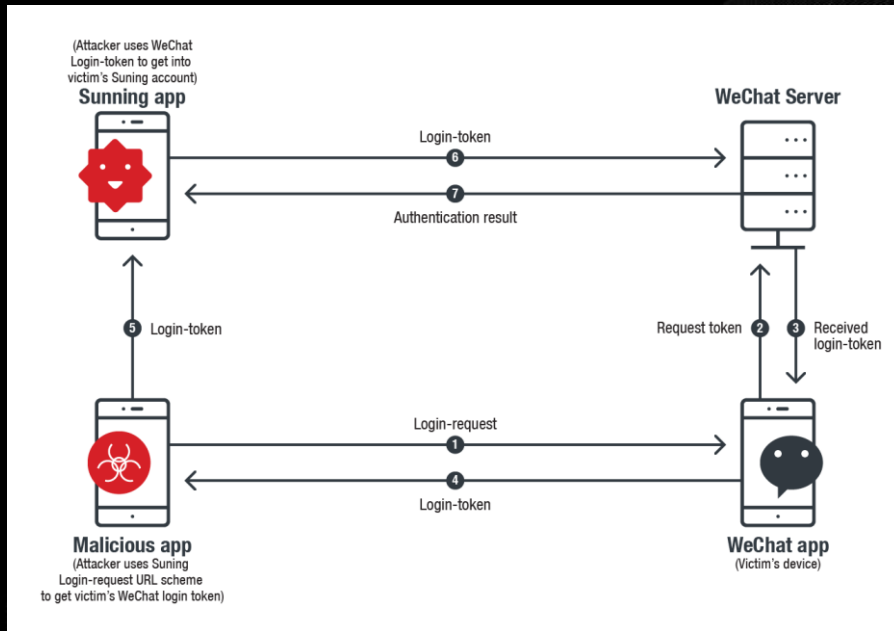 (Attacker uses WeChat
Login-token to get into
victim's Suning account)
Sunning app
WeChat Server
Login-token
6
7
Authentication result
5 Login-token
Request token 2
3 Received
login-token
Login-request
1
4
Login-token
Malicious app
(Attacker uses Suning
Login-request URL scheme
to get victim's WeChat login token)
WeChat app
(Victim's device)